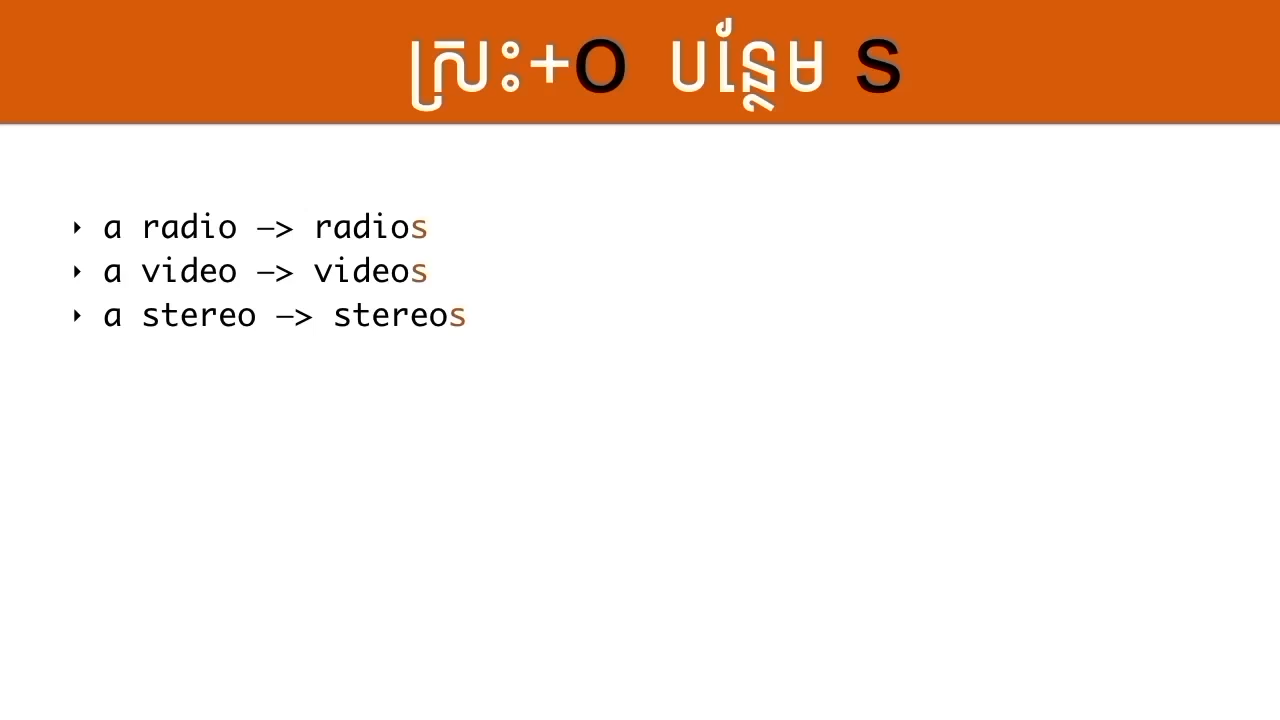 ស្រះ+o បន្ថែម s
‣ a radio —> radios
‣ a video —> videos
‣ a stereo —> stereos